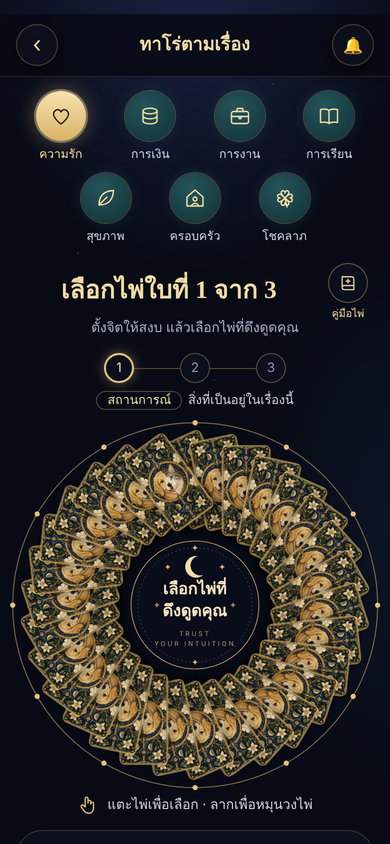 ทาโร่ตามเรื่อง
ความรัก
การเงิน
การงาน
การเรียน
สุขภาพ
ครอบครัว
โชคลาภ
เลือกไพ่ใบที่ 1 จาก 3
คู่มือไพ่
ตั้งจิตให้สงบ แล้วเลือกไพ่ที่ดึงดูดคุณ
1
2
3
สถานการณ์ สิ่งที่เป็นอยู่ในเรื่องนี้
เลือกไพ่ที่
ดึงดูดคุณ
TRUST
YOUR INTUITION
แตะไพ่เพื่อเลือก · ลากเพื่อหมุนวงไพ่